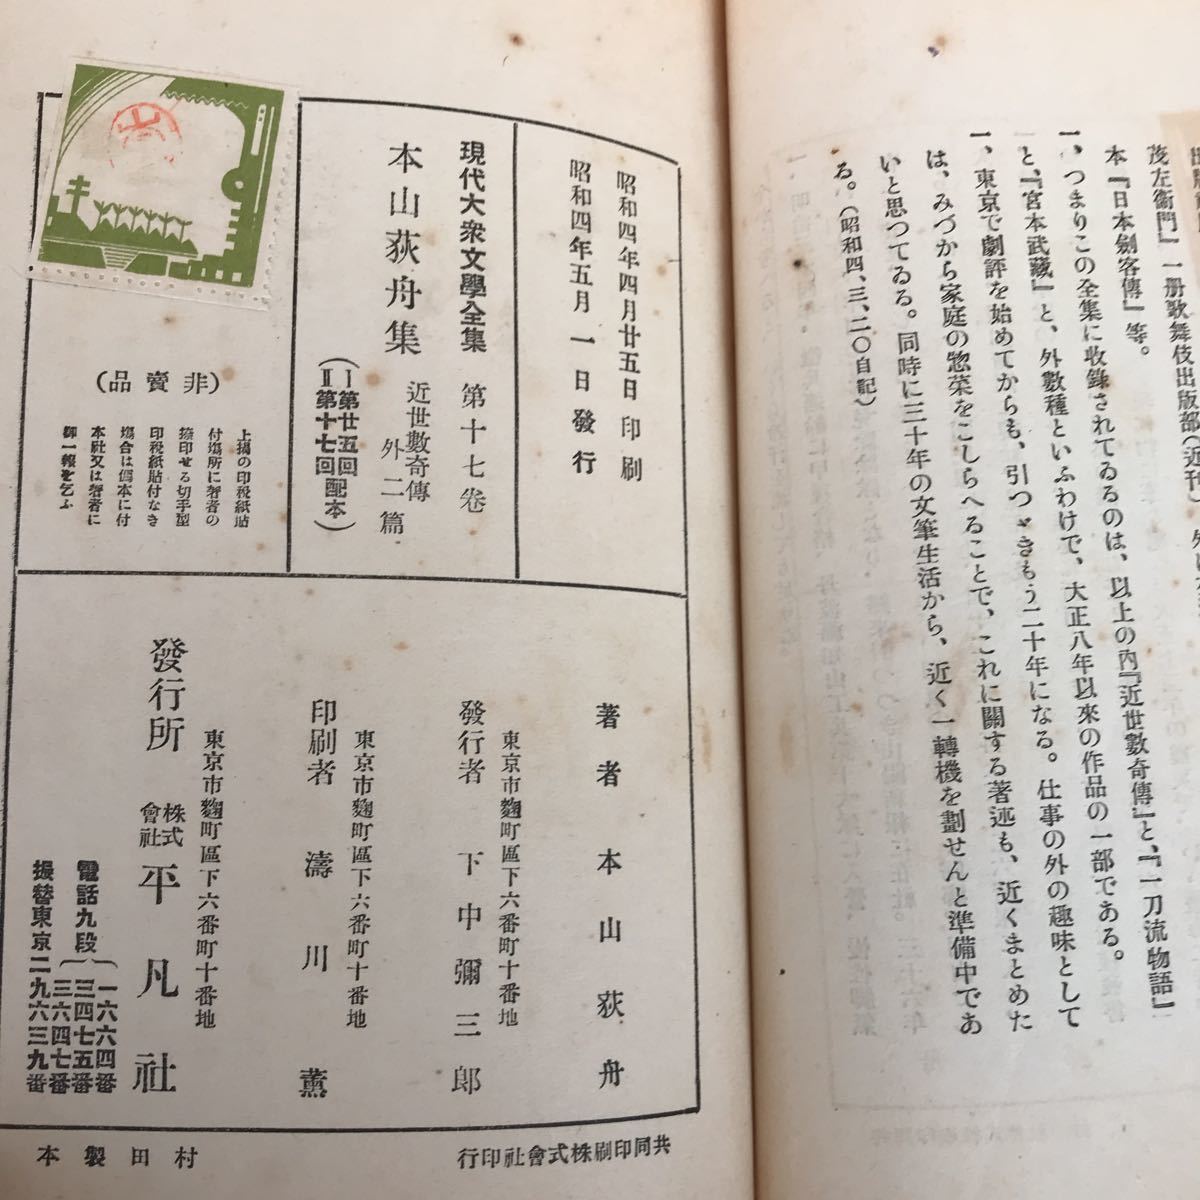 茂左衞門』一册歌舞伎出版部(近刊)
本『日本劍客傳』等。
一、つまりこの全集に收錄されてゐるのは、以上の內『近世數奇傳』と、『一刀流物語』
と、『宮本武藏』と、外數種といふわけで、大正八年以來の作品の一部である。
一、東京で劇評を始めてからも、引つゞきもう二十年になる。仕事の外の趣味として
は、みづから家庭の惣菜をこしらへることで、これに關する著述も、近くまとめた
いと思つてゐる。同時に三十年の文筆生活から、近く一轉機を劃せんと準備中であ
る。(昭和四、三、二〇自記)
昭和四年四月廿五日印刷
昭和四年五月一日發行
現代大衆文學全集 第十七卷
本山荻舟集 近世數奇傳 外二篇
(Ⅰ第廿五回
Ⅱ第十七回配本)
(非賣品)
上揭の印稅紙貼
付塲所に著者の
捺印せる切手型
印稅紙貼付なき
塲合は僞本に付
本社又は著者に
御一報を乞ふ
著者 本山荻舟
東京市麴町區下六番町十番地
發行者 下中彌三郎
東京市麴町區下六番町十番地
印刷者 濤川薰
東京市麴町區下六番町十番地
發行所 株式會社 平凡社
電話九段 一六六四番
三四七五番
三六四七番
振替東京二九六三九番
共同印刷株式會社印行
村田製本